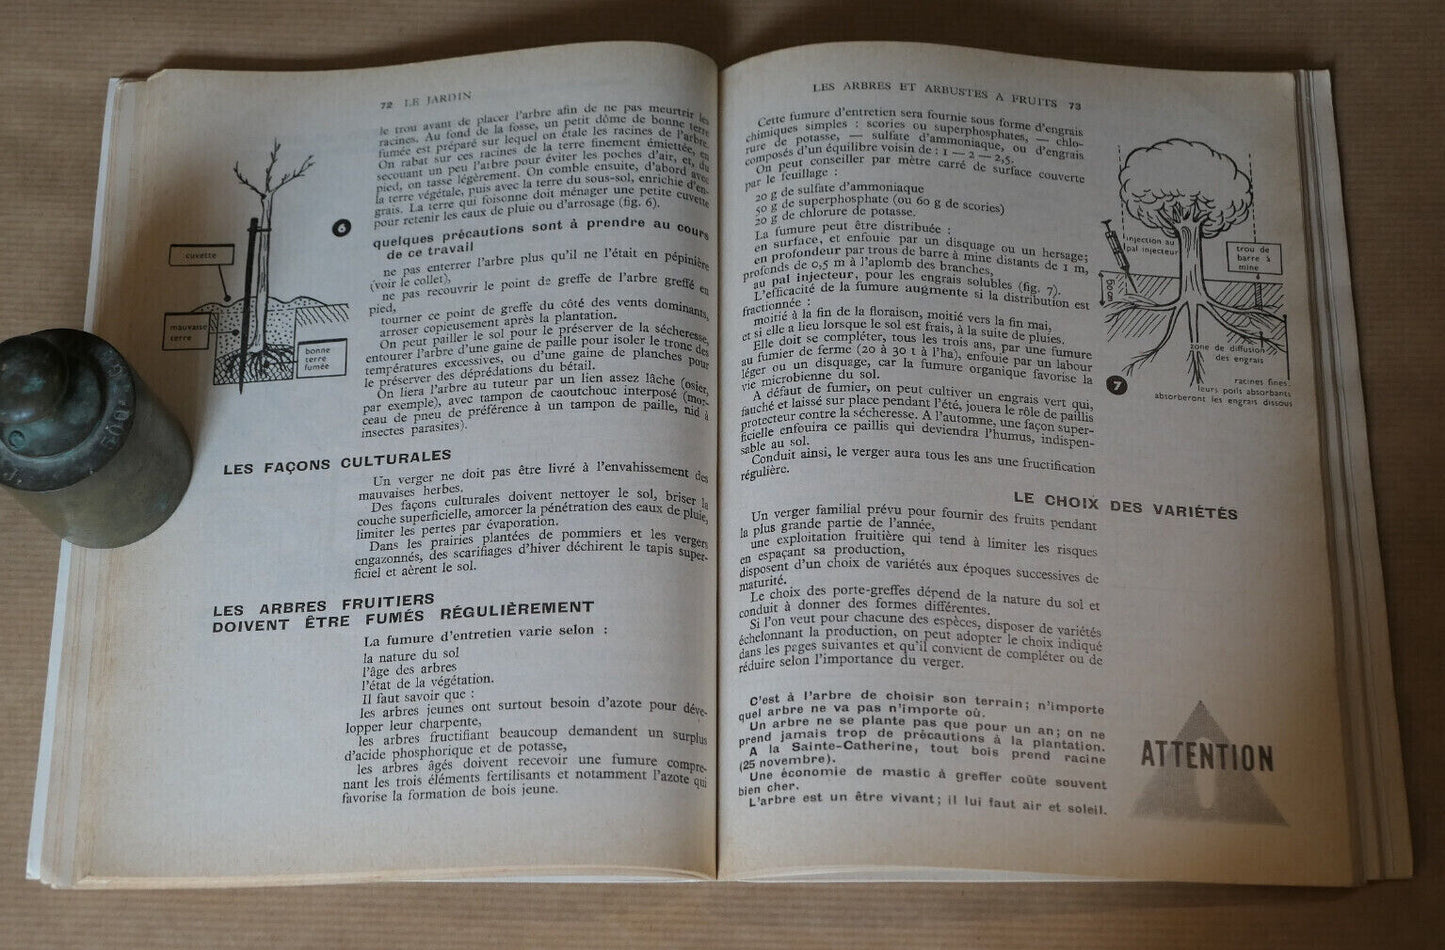 72 LE JARDIN
le trou avant de placer l'arbre afin de ne pas meurtrir les
racines. Au fond de la fosse, un petit dôme de bonne terre
fumée est préparé sur lequel on étale les racines de l'arbre.
On rabat sur ces racines de la terre finement émiettée, en
secouant un peu l'arbre pour éviter les poches d'air, et, du
pied, on tasse légèrement. On comble ensuite, d'abord avec
la terre végétale, puis avec la terre du sous-sol, enrichie d'en-
grais. La terre qui foisonne doit ménager une petite cuvette
pour retenir les eaux de pluie ou d'arrosage (fig. 6).
6
cuvette
mauvaise
terre
bonne
terre
fumée
quelques précautions sont à prendre au cours
de ce travail
ne pas enterrer l'arbre plus qu'il ne l'était en pépinière
(voir le collet),
ne pas recouvrir le point de greffe de l'arbre greffé en
pied,
tourner ce point de greffe du côté des vents dominants,
arroser copieusement après la plantation.
On peut pailler le sol pour le préserver de la sécheresse,
entourer l'arbre d'une gaine de paille pour isoler le tronc des
températures excessives, ou d'une gaine de planches pour
le préserver des déprédations du bétail.
On liera l'arbre au tuteur par un lien assez lâche (osier,
par exemple), avec tampon de caoutchouc interposé (mor-
ceau de pneu de préférence à un tampon de paille, nid à
insectes parasites).
LES FAÇONS CULTURALES
Un verger ne doit pas être livré à l'envahissement des
mauvaises herbes.
Des façons culturales doivent nettoyer le sol, briser la
couche superficielle, amorcer la pénétration des eaux de pluie,
limiter les pertes par évaporation.
Dans les prairies plantées de pommiers et les vergers
engazonnés, des scarifiages d'hiver déchirent le tapis super-
ficiel et aèrent le sol.
LES ARBRES FRUITIERS
DOIVENT ÊTRE FUMÉS RÉGULIÈREMENT
La fumure d'entretien varie selon :
la nature du sol
l'âge des arbres
l'état de la végétation.
Il faut savoir que :
les arbres jeunes ont surtout besoin d'azote pour déve-
lopper leur charpente,
les arbres fructifiant beaucoup demandent un surplus
d'acide phosphorique et de potasse,
les arbres âgés doivent recevoir une fumure compre-
nant les trois éléments fertilisants et notamment l'azote qui
favorise la formation de bois jeune.
LES ARBRES ET ARBUSTES A FRUITS 73
Cette fumure d'entretien sera fournie sous forme d'engrais
chimiques simples : scories ou superphosphates, — chlo-
rure de potasse, — sulfate d'ammoniaque, ou d'engrais
composés d'un équilibre voisin de : 1 — 2 — 2,5.
On peut conseiller par mètre carré de surface couverte
par le feuillage :
20 g de sulfate d'ammoniaque
50 g de superphosphate (ou 60 g de scories)
20 g de chlorure de potasse.
La fumure peut être distribuée :
en surface, et enfouie par un disquage ou un hersage;
en profondeur par trous de barre à mine distants de 1 m,
profonds de 0,5 m à l'aplomb des branches,
au pal injecteur, pour les engrais solubles (fig. 7).
L'efficacité de la fumure augmente si la distribution est
fractionnée :
moitié à la fin de la floraison, moitié vers la fin mai,
et si elle a lieu lorsque le sol est frais, à la suite de pluies.
Elle doit se compléter, tous les trois ans, par une fumure
au fumier de ferme (20 à 30 t à l'ha), enfouie par un labour
léger ou un disquage, car la fumure organique favorise la
vie microbienne du sol.
A défaut de fumier, on peut cultiver un engrais vert qui,
fauché et laissé sur place pendant l'été, jouera le rôle de paillis
protecteur contre la sécheresse. A l'automne, une façon super-
ficielle enfouira ce paillis qui deviendra l'humus, indispen-
sable au sol.
Conduit ainsi, le verger aura tous les ans une fructification
régulière.
injection au
pal injecteur
trou de
barre à
mine
60 cm
zone de diffusion
des engrais
racines fines.
leurs poils absorbants
absorberont les engrais dissous
7
LE CHOIX DES VARIÉTÉS
Un verger familial prévu pour fournir des fruits pendant
la plus grande partie de l'année,
une exploitation fruitière qui tend à limiter les risques
en espaçant sa production,
disposent d'un choix de variétés aux époques successives de
maturité.
Le choix des porte-greffes dépend de la nature du sol et
conduit à donner des formes différentes.
Si l'on veut pour chacune des espèces, disposer de variétés
échelonnant la production, on peut adopter le choix indiqué
dans les pages suivantes et qu'il convient de compléter ou de
réduire selon l'importance du verger.
C'est à l'arbre de choisir son terrain; n'importe
quel arbre ne va pas n'importe où.
Un arbre ne se plante pas que pour un an; on ne
prend jamais trop de précautions à la plantation.
A la Sainte-Catherine, tout bois prend racine
(25 novembre).
Une économie de mastic à greffer coûte souvent
bien cher.
L'arbre est un être vivant; il lui faut air et soleil.
ATTENTION